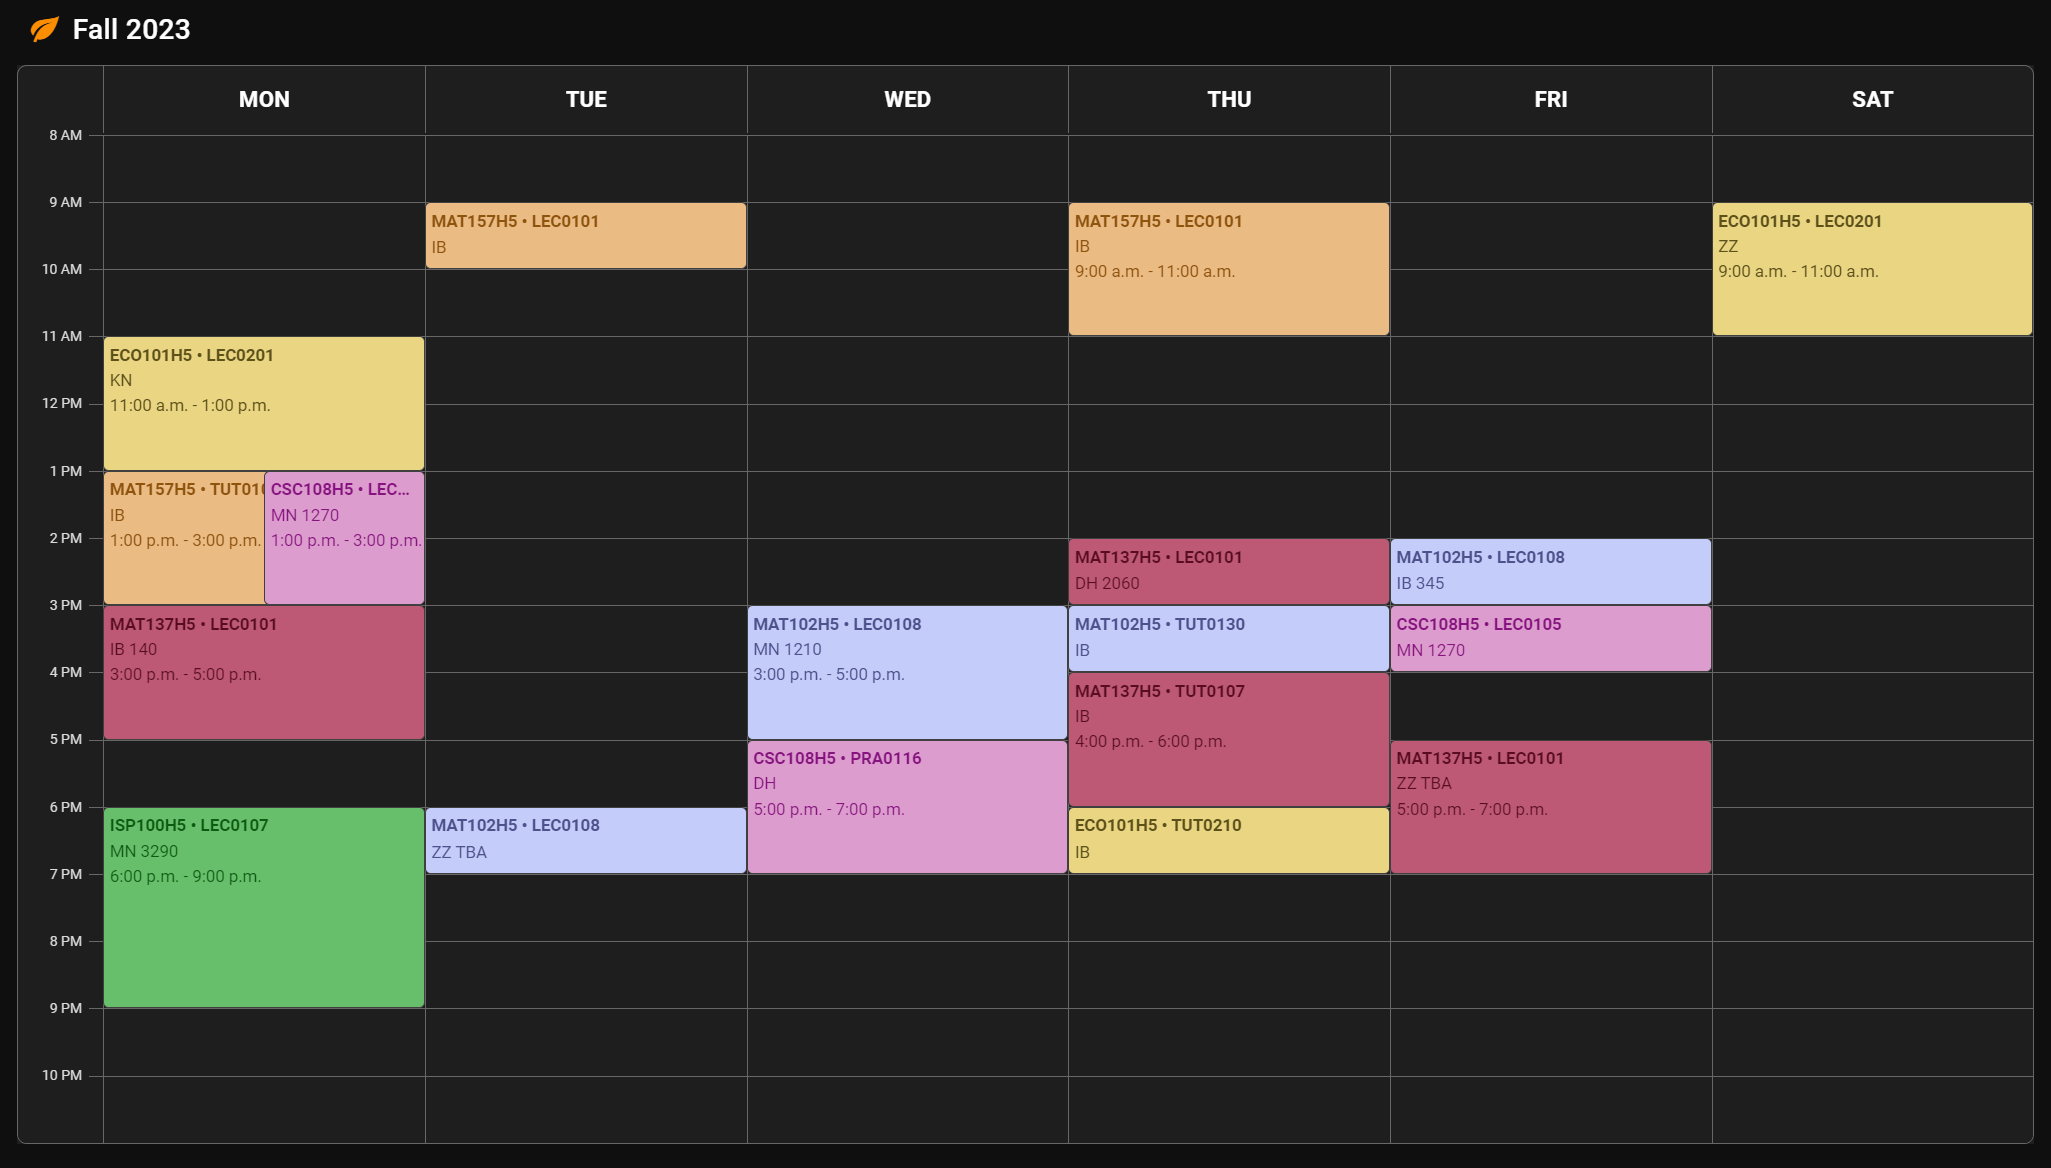 Fall 2023
MON
TUE
WED
THU
FRI
SAT
8 AM
9 AM
10 AM
11 AM
12 PM
1 PM
2 PM
3 PM
4 PM
5 PM
6 PM
7 PM
8 PM
9 PM
10 PM
ECO101H5 • LEC0201
KN
11:00 a.m. - 1:00 p.m.
MAT157H5 • TUT010
IB
1:00 p.m. - 3:00 p.m.
CSC108H5 • LEC...
MN 1270
1:00 p.m. - 3:00 p.m.
MAT137H5 • LEC0101
IB 140
3:00 p.m. - 5:00 p.m.
ISP100H5 • LEC0107
MN 3290
6:00 p.m. - 9:00 p.m.
MAT157H5 • LEC0101
IB
MAT102H5 • LEC0108
ZZ TBA
MAT102H5 • LEC0108
MN 1210
3:00 p.m. - 5:00 p.m.
CSC108H5 • PRA0116
DH
5:00 p.m. - 7:00 p.m.
MAT157H5 • LEC0101
IB
9:00 a.m. - 11:00 a.m.
MAT137H5 • LEC0101
DH 2060
MAT102H5 • TUT0130
IB
MAT137H5 • TUT0107
IB
4:00 p.m. - 6:00 p.m.
ECO101H5 • TUT0210
IB
MAT102H5 • LEC0108
IB 345
CSC108H5 • LEC0105
MN 1270
MAT137H5 • LEC0101
ZZ TBA
5:00 p.m. - 7:00 p.m.
ECO101H5 • LEC0201
ZZ
9:00 a.m. - 11:00 a.m.